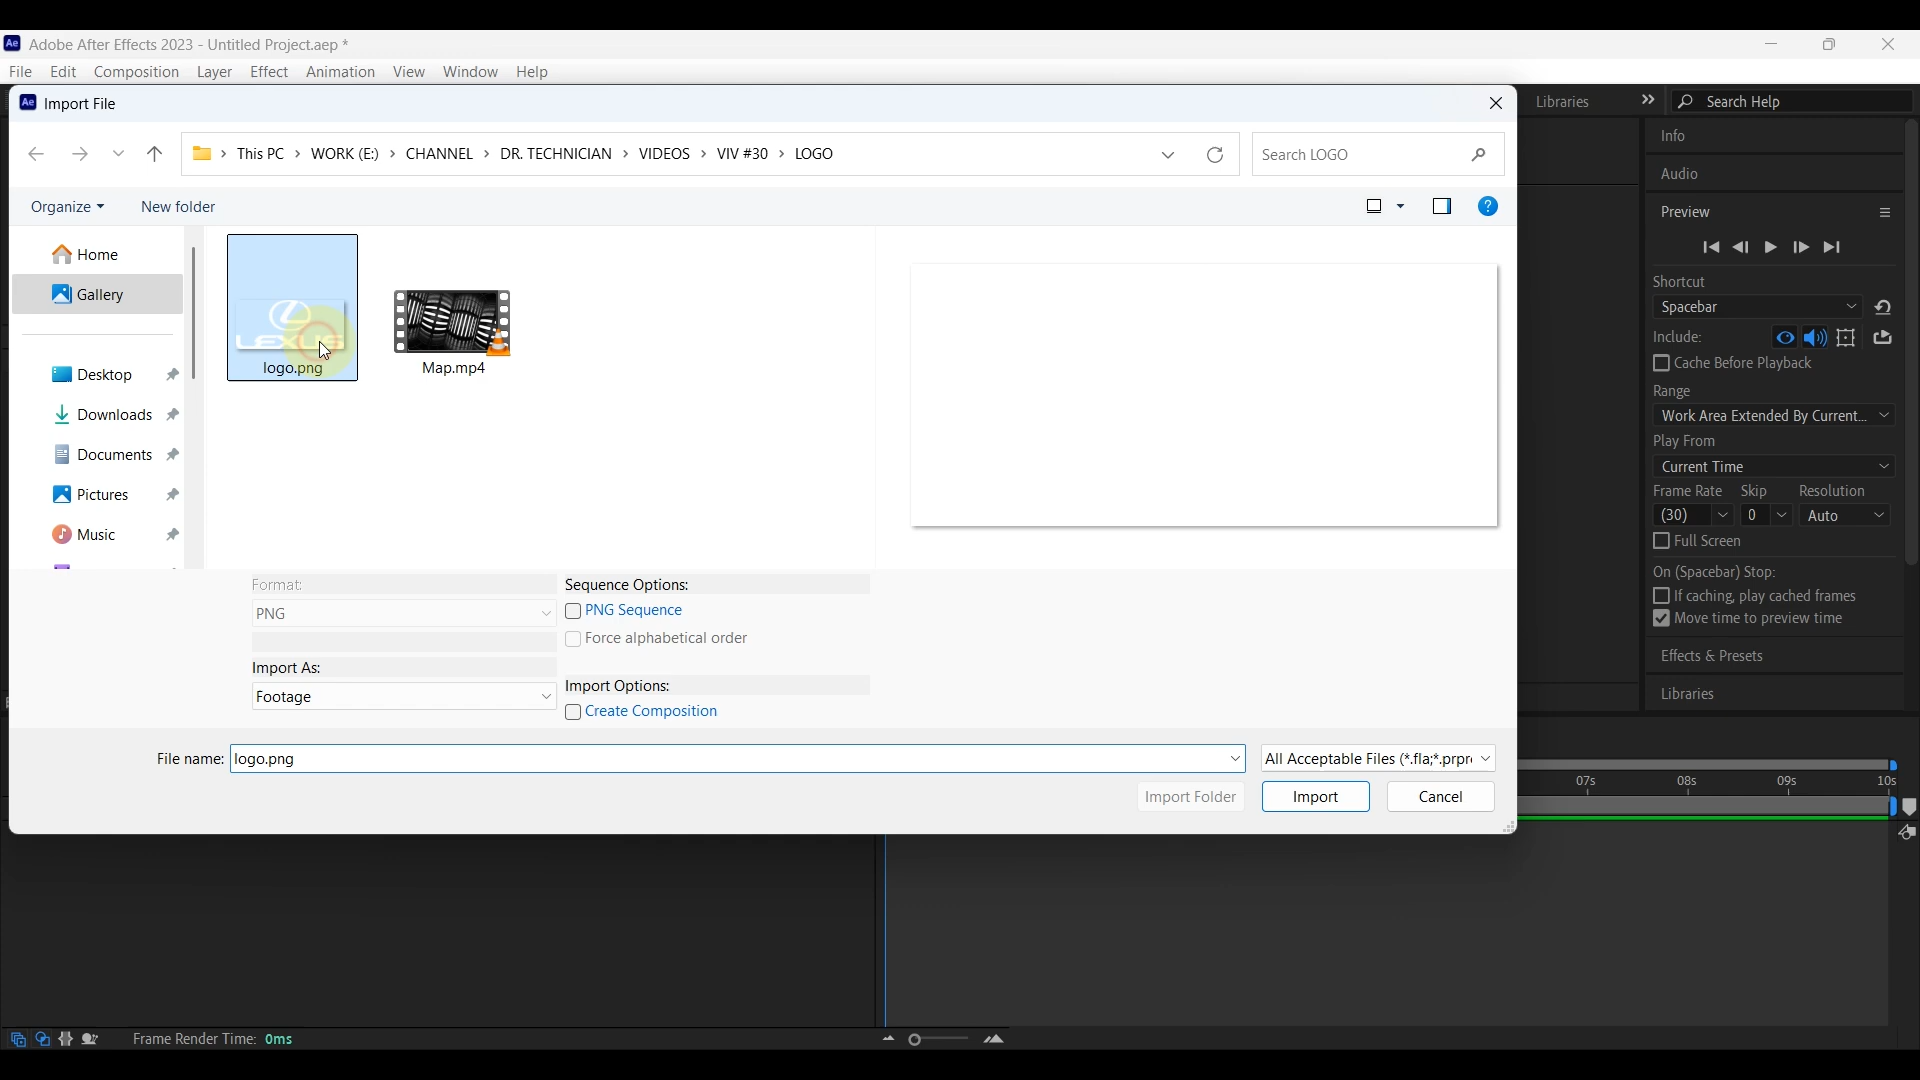 Ae Adobe After Effects 2023 - Untitled Project.aep *
File Edit Composition Layer Effect Animation View Window Help
Ae Import File
Libraries
Search Help
This PC > WORK (E:) > CHANNEL > DR. TECHNICIAN > VIDEOS > VIV #30 > LOGO
Search LOGO
Organize New folder
Home
Gallery
Desktop
Downloads
Documents
Pictures
Music
LEXUS
logo.png
Map.mp4
Format:
PNG
Import As:
Footage
Sequence Options:
PNG Sequence
Force alphabetical order
Import Options:
Create Composition
File name: logo.png
All Acceptable Files (*.fla;*.prpr
Import Folder Import Cancel
Info
Audio
Preview
Shortcut
Spacebar
Include:
Cache Before Playback
Range
Work Area Extended By Current...
Play From
Current Time
Frame Rate Skip Resolution
(30) 0 Auto
Full Screen
On (Spacebar) Stop:
If caching, play cached frames
Move time to preview time
Effects & Presets
Libraries
07s 08s 09s 10s
Frame Render Time: 0ms